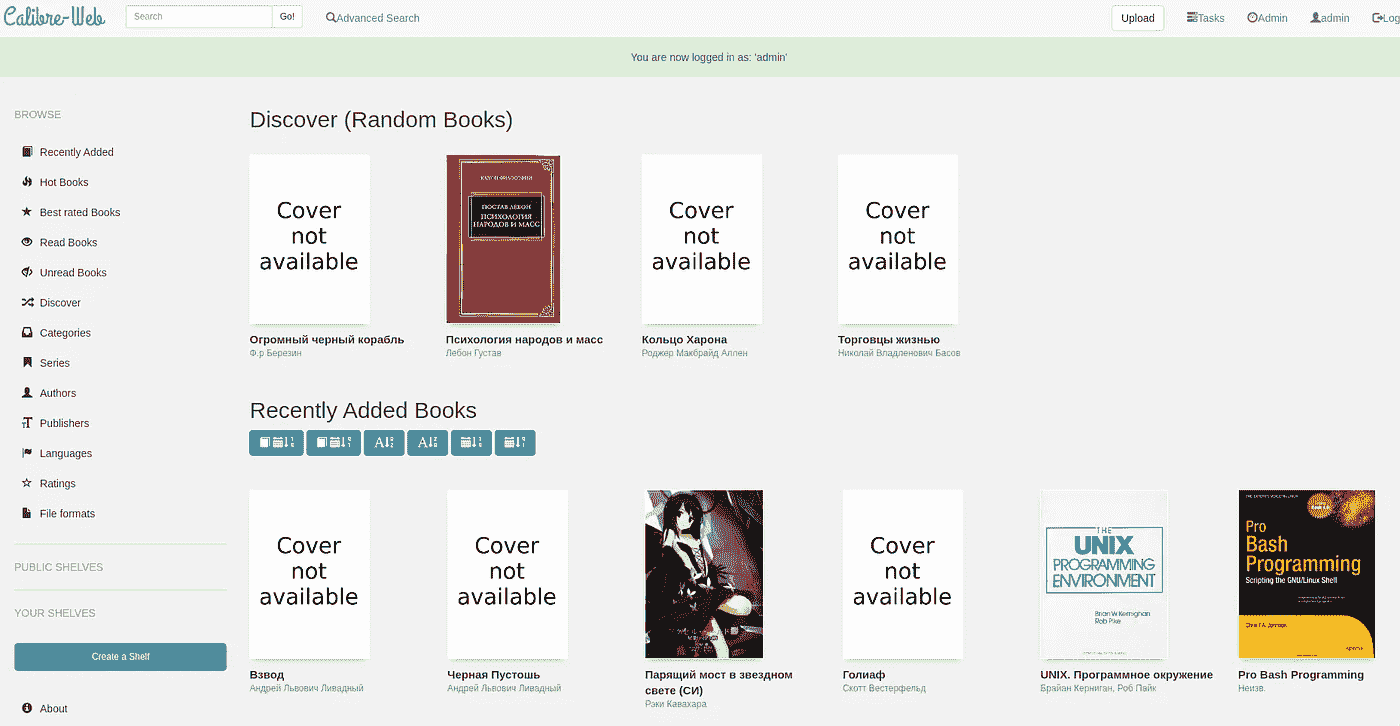 Calibre-Web
Search
Go!
Advanced Search
Upload
Tasks
Admin
admin
Log
You are now logged in as: 'admin'
BROWSE
Recently Added
Hot Books
Best rated Books
Read Books
Unread Books
Discover
Categories
Series
Authors
Publishers
Languages
Ratings
File formats
PUBLIC SHELVES
YOUR SHELVES
Create a Shelf
About
Discover (Random Books)
Cover
not
available
Огромный черный корабль
Ф.р.Березин
ПСИХОЛОГИЯ
НАРОДОВ И МАСС
Психология народов и масс
Лебон Густав
Cover
not
available
Кольцо Харона
Роджер Макбрайд Аллен
Cover
not
available
Торговцы жизнью
Николай Владленович Басов
Recently Added Books
Cover
not
available
Взвод
Андрей Львович Ливадный
Cover
not
available
Черная Пустошь
Андрей Львович Ливадный
Парящий мост в звездном
свете (СИ)
Рэки Кавахара
Cover
not
available
Голиаф
Скотт Вестерфельд
THE
UNIX
PROGRAMMING
ENVIRONMENT
Brian W. Kernighan
Rob Pike
UNIX. Программное окружение
Брайан Керниган, Роб Пайк
Pro
Bash
Programming
Scripting the GNU/Linux Shell
Pro Bash Programming
Неизв.